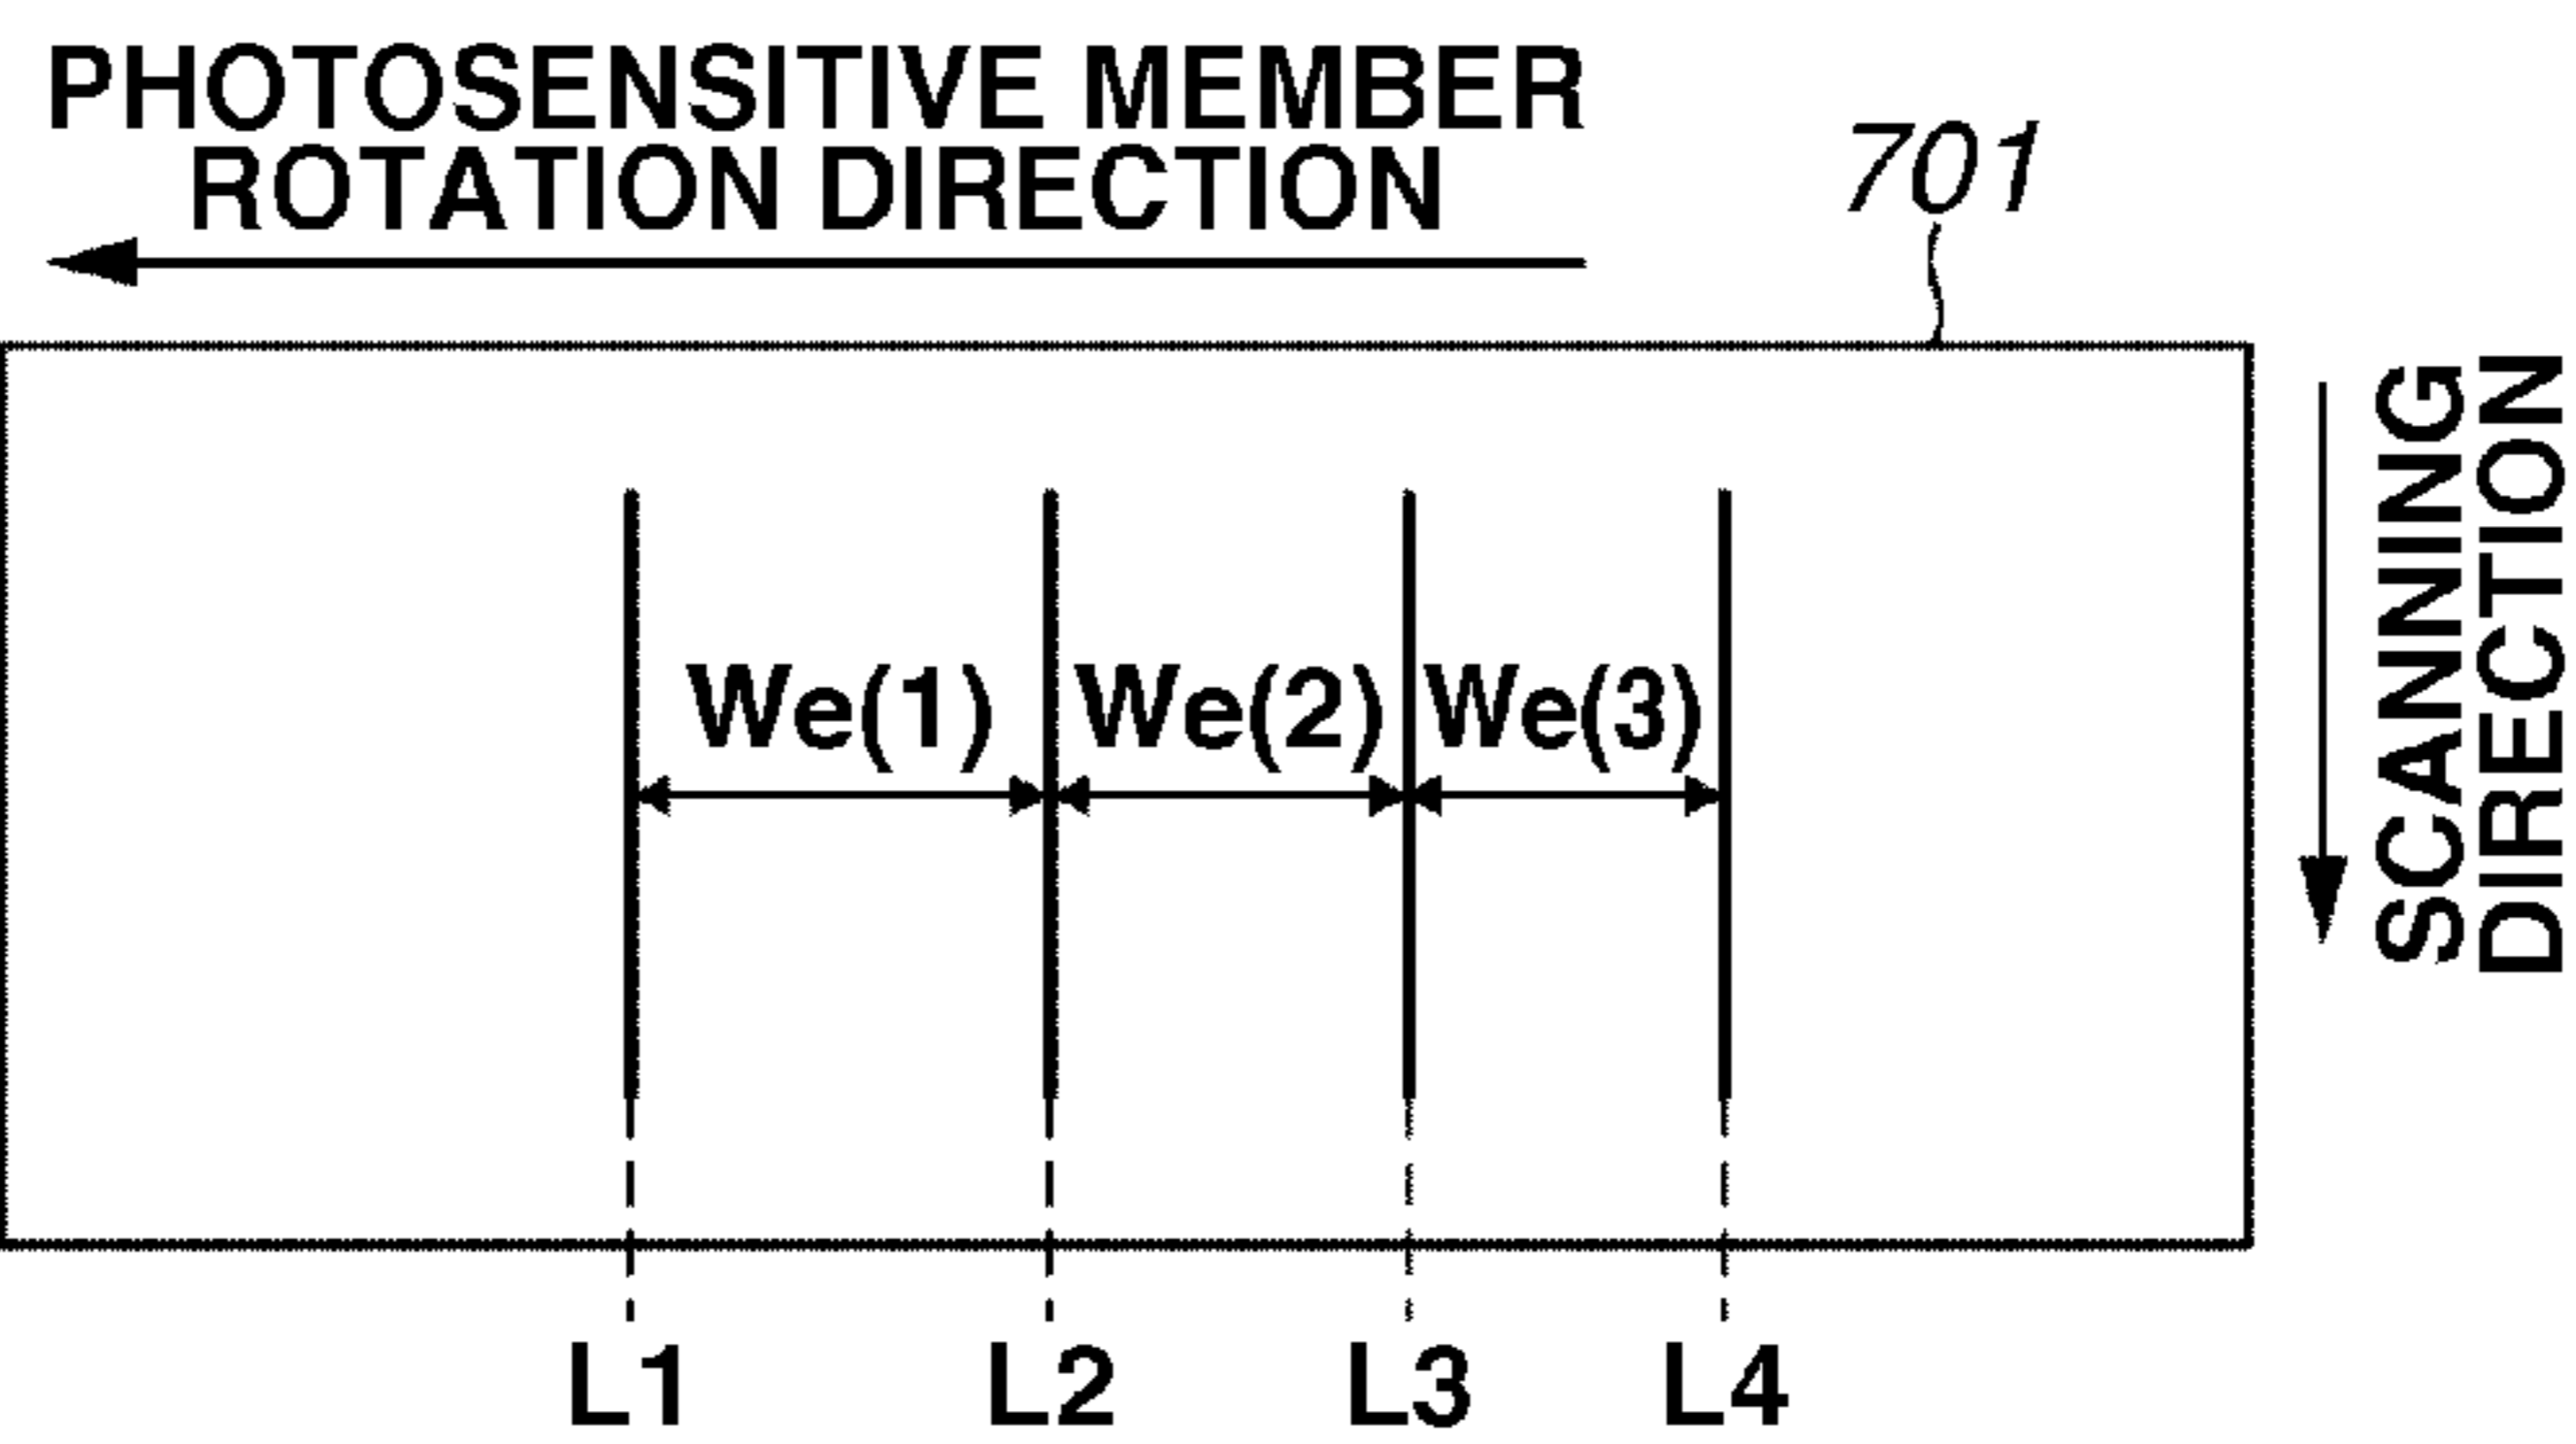 PHOTOSENSITIVE MEMBER
ROTATION DIRECTION
701
SCANNING
DIRECTION
We(1) We(2) We(3)
L1 L2 L3 L4